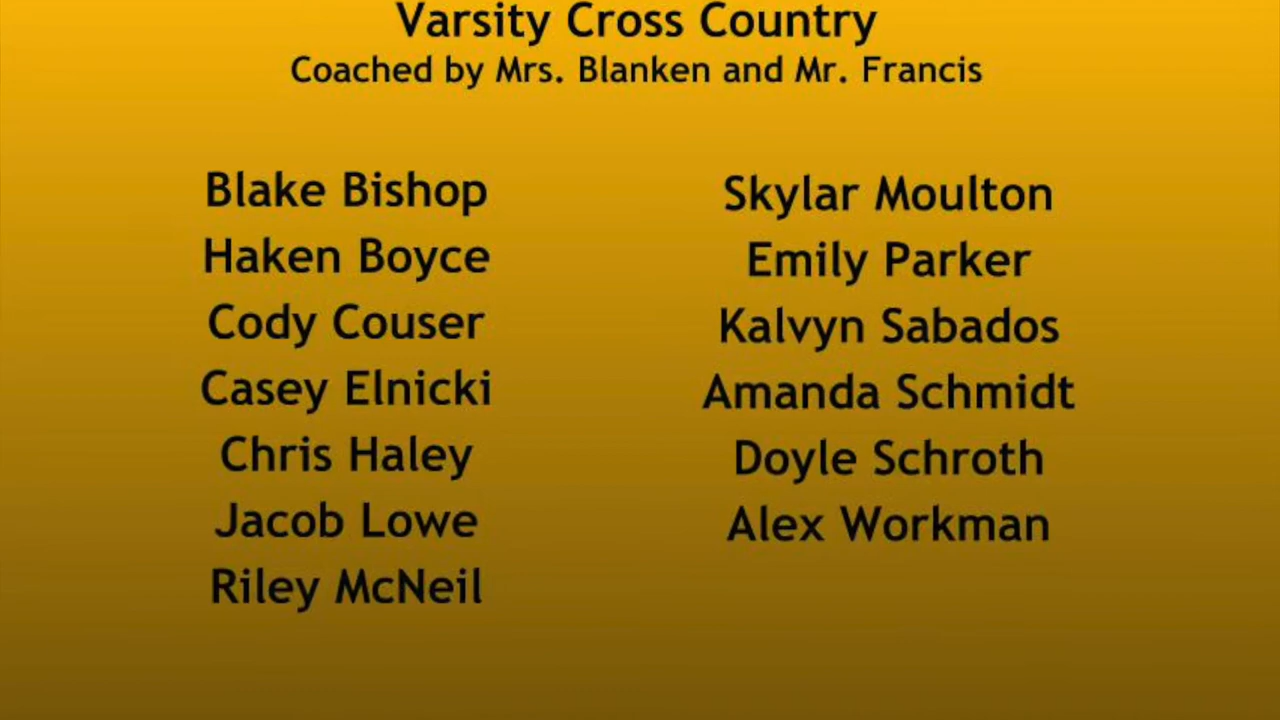 Varsity Cross Country
Coached by Mrs. Blanken and Mr. Francis
Blake Bishop
Haken Boyce
Cody Couser
Casey Elnicki
Chris Haley
Jacob Lowe
Riley McNeil
Skylar Moulton
Emily Parker
Kalvyn Sabados
Amanda Schmidt
Doyle Schroth
Alex Workman